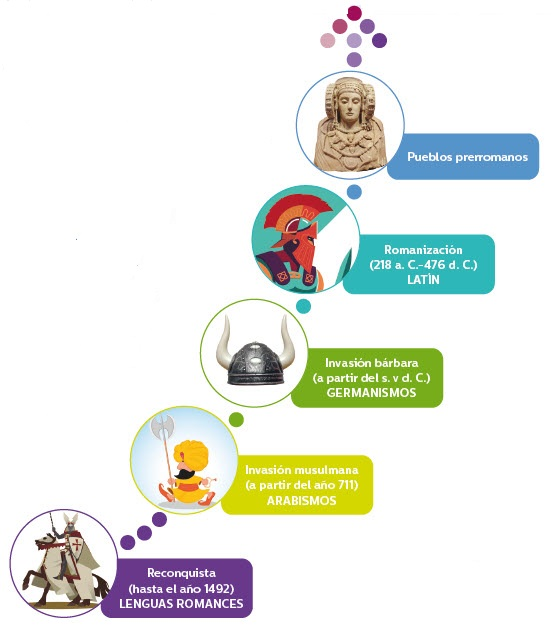 Pueblos prerromanos
Romanización
(218 a. C.-476 d. C.)
LATÍN
Invasión bárbara
(a partir del s. v d. C.)
GERMANISMOS
Invasión musulmana
(a partir del año 711)
ARABISMOS
Reconquista
(hasta el año 1492)
LENGUAS ROMANCES